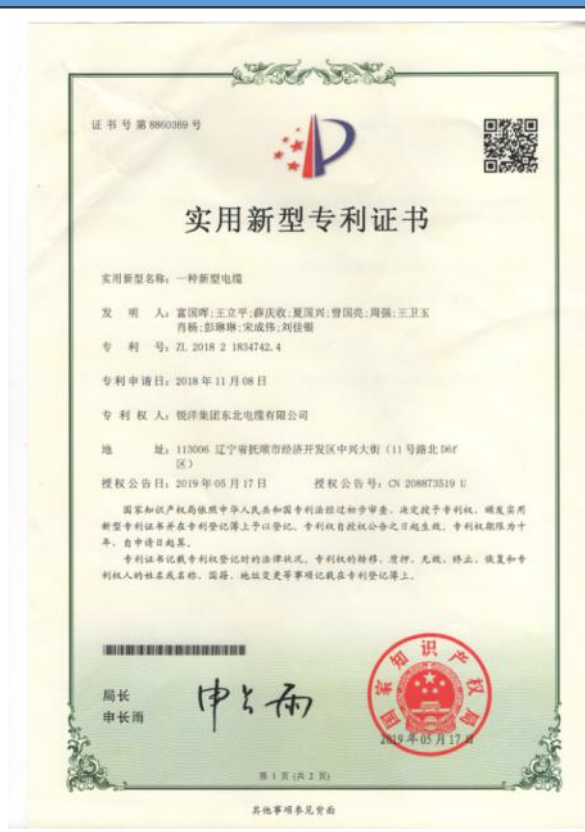 证书号第8860369号
实用新型专利证书
实用新型名称：一种新型电缆
发明人：富国晖;王立平;薛庆收;夏国兴;曾国亮;周强;王卫玉
肖杨;彭琳琳;宋成伟;刘佳银
专利号：ZL 2018 2 1834742.4
专利申请日：2018年11月08日
专利权人：锐洋集团东北电缆有限公司
地址：113006 辽宁省抚顺市经济开发区中兴大街（11号路北D6f
区）
授权公告日：2019年05月17日 授权公告号：CN 208873519 U
国家知识产权局依照中华人民共和国专利法经过初步审查，决定授予专利权，颁发实用
新型专利证书并在专利登记簿上予以登记。专利权自授权公告之日起生效。专利权期限为十
年，自申请日起算。
专利证书记载专利权登记时的法律状况。专利权的转移、质押、无效、终止、恢复和专
利权人的姓名或名称、国籍、地址变更等事项记载在专利登记簿上。
局长
申长雨
申长雨
国家知识产权局
2019年05月17日
第1页(共2页)
其他事项参见背面